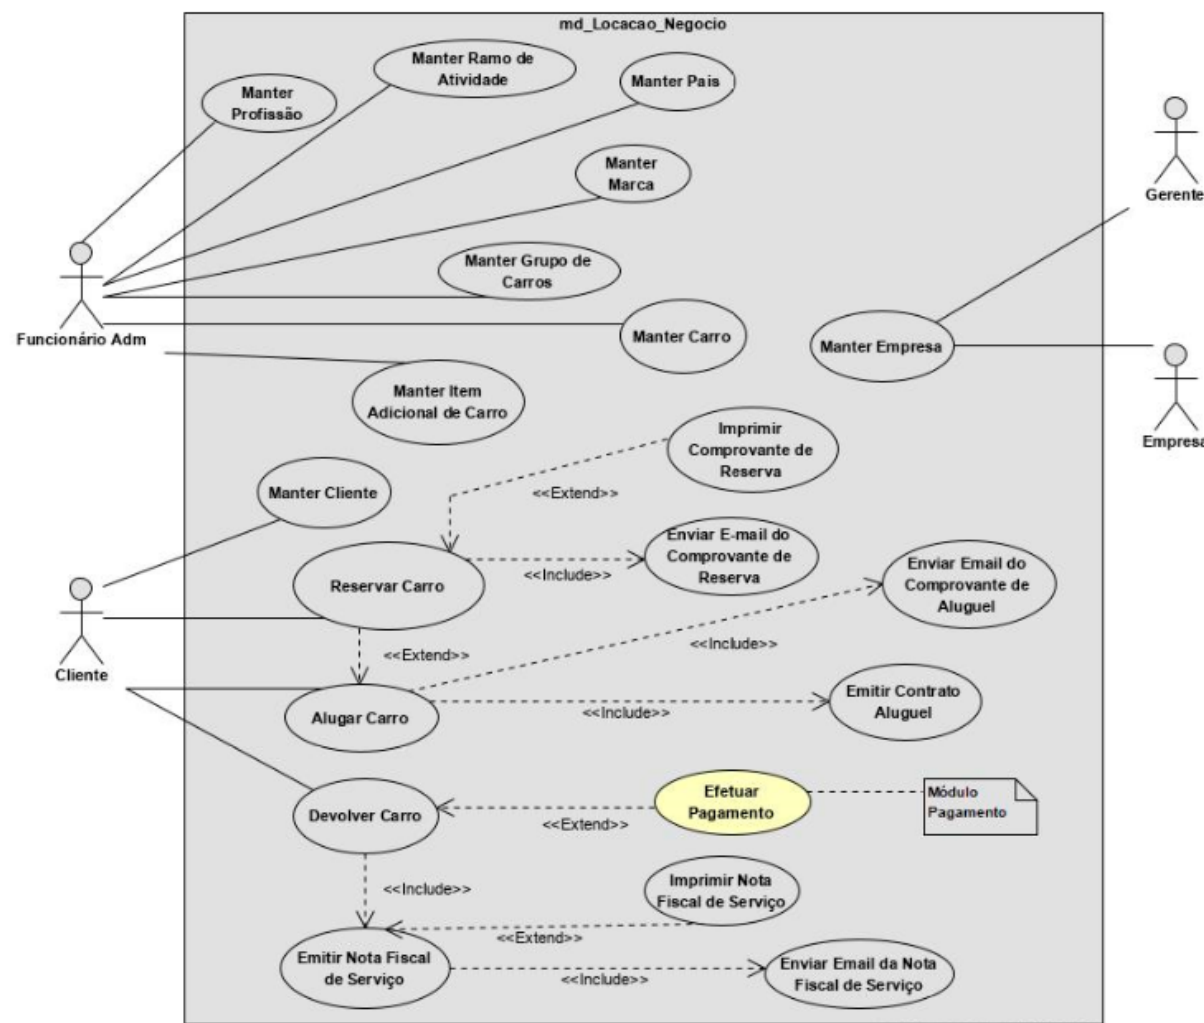 md_Locacao_Negocio
Manter Ramo de
Atividade
Manter Pais
Manter
Profissão
Manter
Marca
Gerente
Manter Grupo de
Carros
Funcionário Adm
Manter Carro
Manter Empresa
Manter Item
Adicional de Carro
Empresa
Imprimir
Comprovante de
Reserva
Manter Cliente
<<Extend>>
Enviar E-mail do
Comprovante de
Reserva
<<Include>>
Reservar Carro
Enviar Email do
Comprovante de
Aluguel
<<Include>>
<<Extend>>
Cliente
Alugar Carro
<<Include>>
Emitir Contrato
Aluguel
Efetuar
Pagamento
Módulo
Pagamento
Devolver Carro
<<Extend>>
Imprimir Nota
Fiscal de Serviço
<<Include>>
<<Extend>>
Emitir Nota Fiscal
de Serviço
<<Include>>
Enviar Email da Nota
Fiscal de Serviço